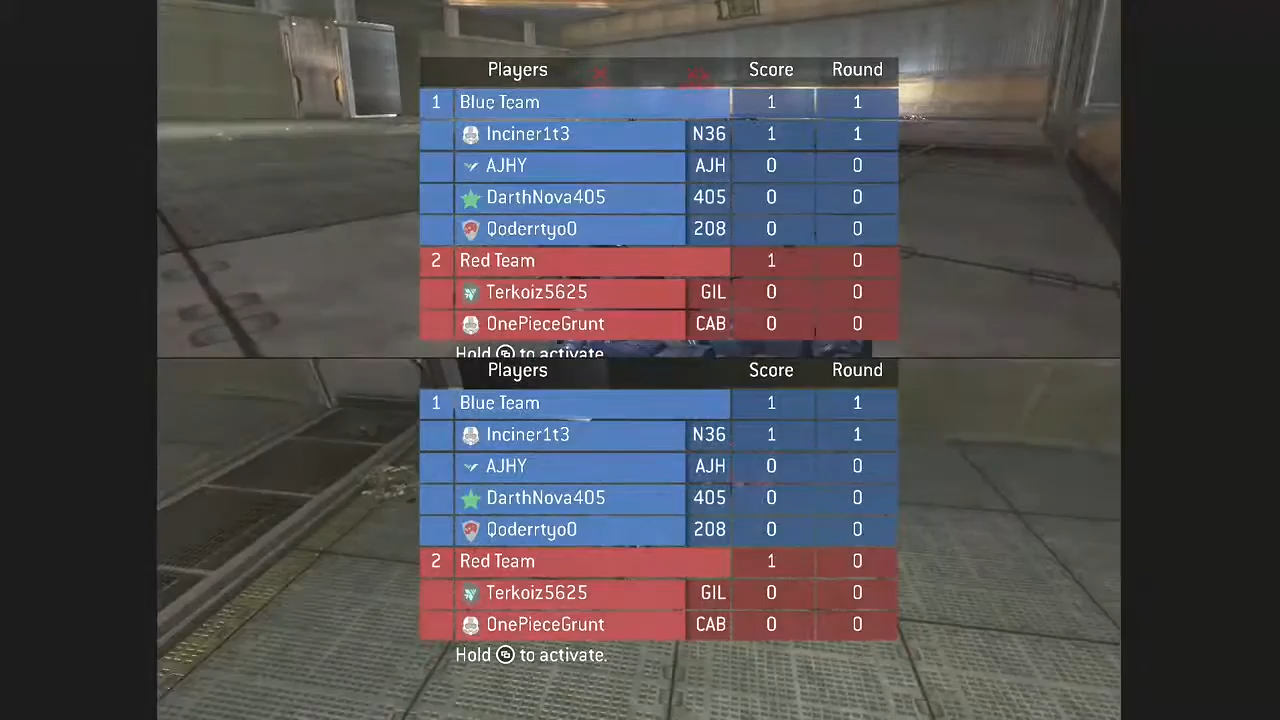 Players Score Round
1 Blue Team 1 1
Inciner1t3 N36 1 1
AJHY AJH 0 0
DarthNova405 405 0 0
Qoderrtyo0 208 0 0
2 Red Team 1 0
Terkoiz5625 GIL 0 0
OnePieceGrunt CAB 0 0
Hold to activate.
Players Score Round
1 Blue Team 1 1
Inciner1t3 N36 1 1
AJHY AJH 0 0
DarthNova405 405 0 0
Qoderrtyo0 208 0 0
2 Red Team 1 0
Terkoiz5625 GIL 0 0
OnePieceGrunt CAB 0 0
Hold to activate.